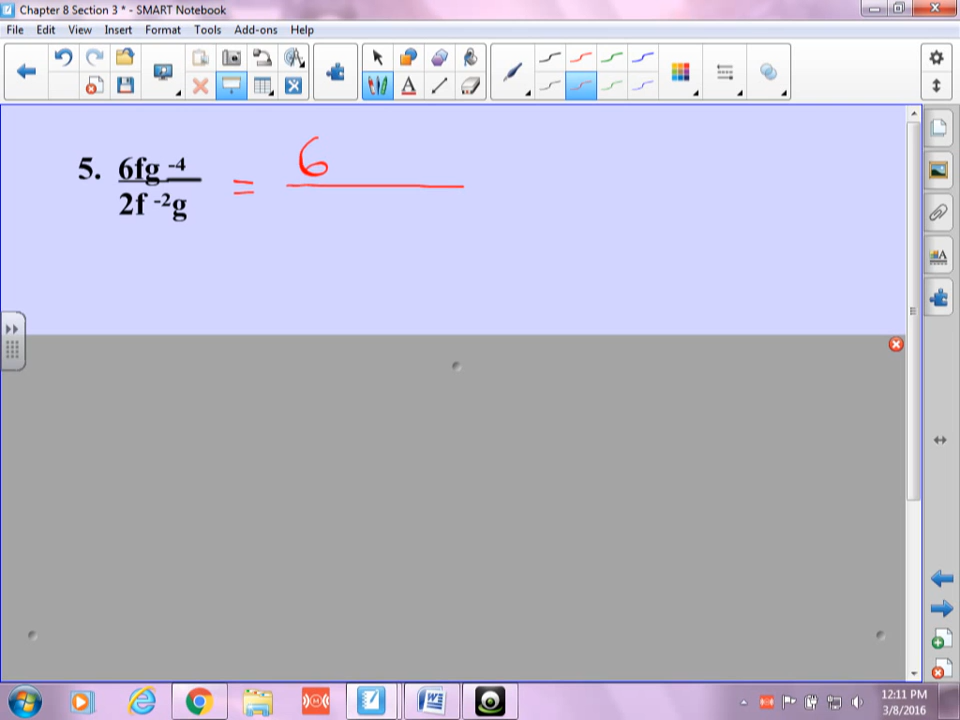 Chapter 8 Section 3 * - SMART Notebook
File Edit View Insert Format Tools Add-ons Help
5. 6fg -4 = 6
2f -2g
12:11 PM
3/8/2016